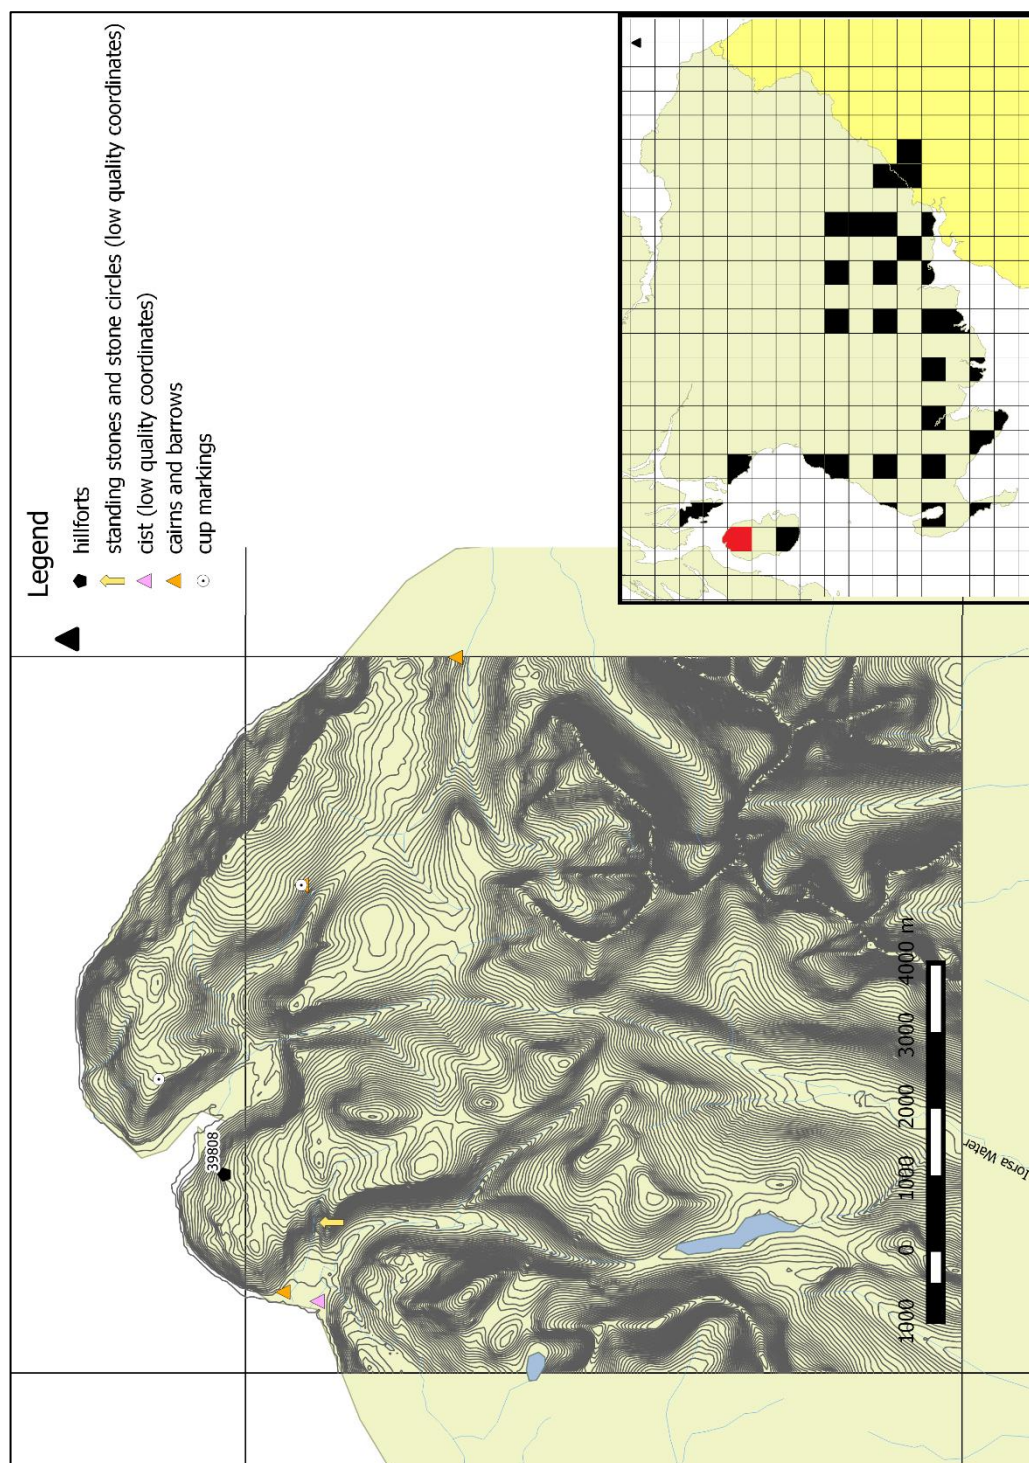 Legend
hillforts
standing stones and stone circles (low quality coordinates)
cist (low quality coordinates)
cairns and barrows
cup markings
39808
Iorsa Water
1000 0 1000 2000 3000 4000 m